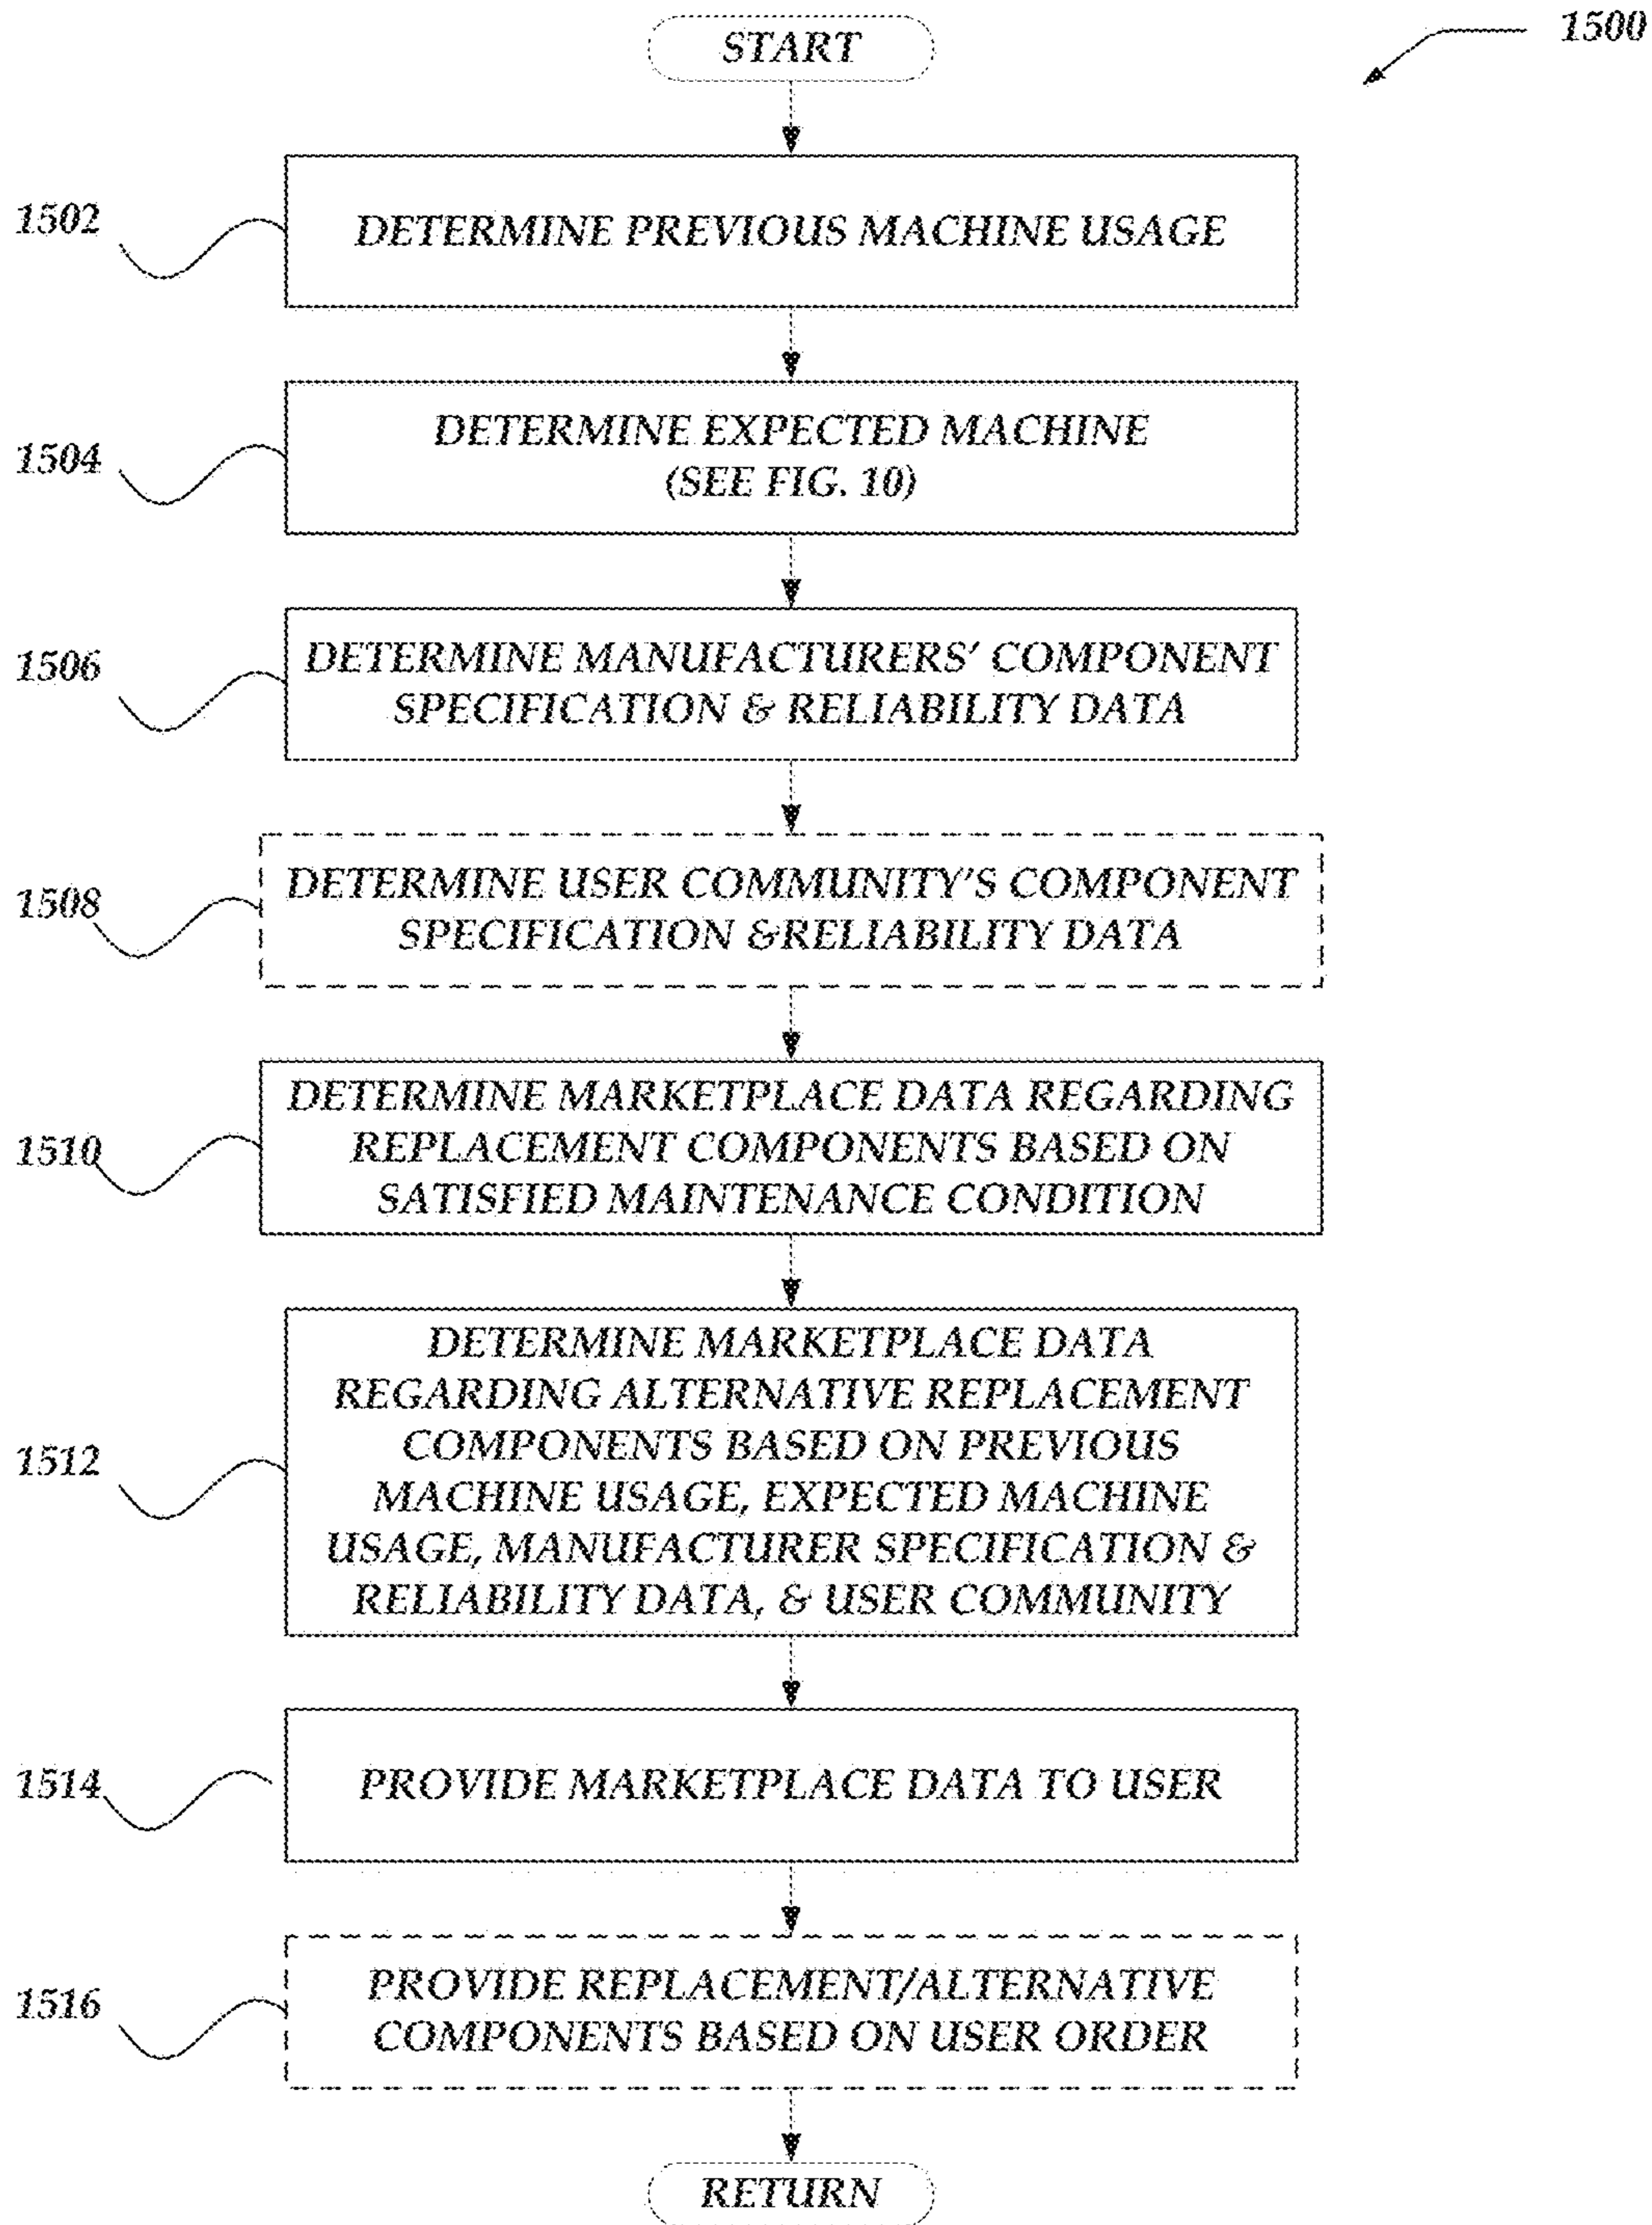 START
1500
1502
DETERMINE PREVIOUS MACHINE USAGE
1504
DETERMINE EXPECTED MACHINE
(SEE FIG. 10)
1506
DETERMINE MANUFACTURERS' COMPONENT
SPECIFICATION & RELIABILITY DATA
1508
DETERMINE USER COMMUNITY'S COMPONENT
SPECIFICATION &RELIABILITY DATA
1510
DETERMINE MARKETPLACE DATA REGARDING
REPLACEMENT COMPONENTS BASED ON
SATISFIED MAINTENANCE CONDITION
1512
DETERMINE MARKETPLACE DATA
REGARDING ALTERNATIVE REPLACEMENT
COMPONENTS BASED ON PREVIOUS
MACHINE USAGE, EXPECTED MACHINE
USAGE, MANUFACTURER SPECIFICATION &
RELIABILITY DATA, & USER COMMUNITY
1514
PROVIDE MARKETPLACE DATA TO USER
1516
PROVIDE REPLACEMENT/ALTERNATIVE
COMPONENTS BASED ON USER ORDER
RETURN